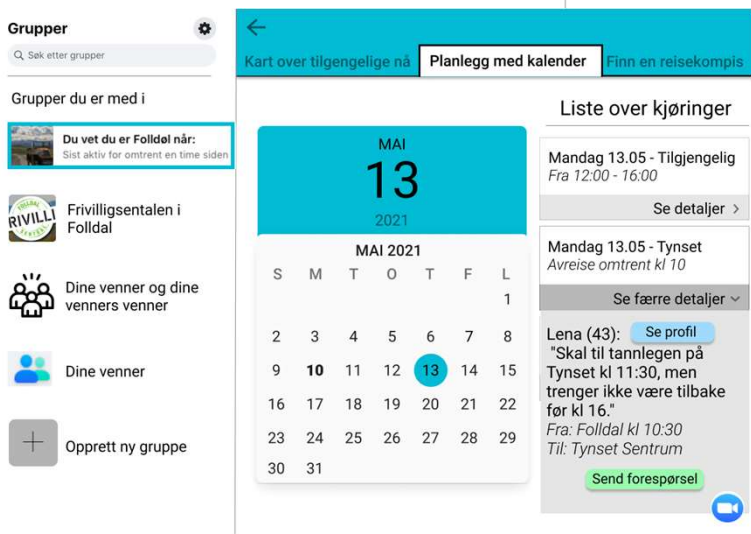 Grupper
Søk etter grupper
Grupper du er med i
Du vet du er Folldøl når:
Sist aktiv for omtrent en time siden
FRIVILLI
Frivilligsentalen i
Folldal
Dine venner og dine
venners venner
Dine venner
Opprett ny gruppe
Kart over tilgjengelige nå
Planlegg med kalender
Finn en reisekompis
MAI
13
2021
MAI 2021
S M T O T F L
1
2 3 4 5 6 7 8
9 10 11 12 13 14 15
16 17 18 19 20 21 22
23 24 25 26 27 28 29
30 31
Liste over kjøringer
Mandag 13.05 - Tilgjengelig
Fra 12:00 - 16:00
Se detaljer >
Mandag 13.05 - Tynset
Avreise omtrent kl 10
Se færre detaljer
Lena (43): Se profil
"Skal til tannlegen på
Tynset kl 11:30, men
trenger ikke være tilbake
før kl 16."
Fra: Folldal kl 10:30
Til: Tynset Sentrum
Send forespørsel